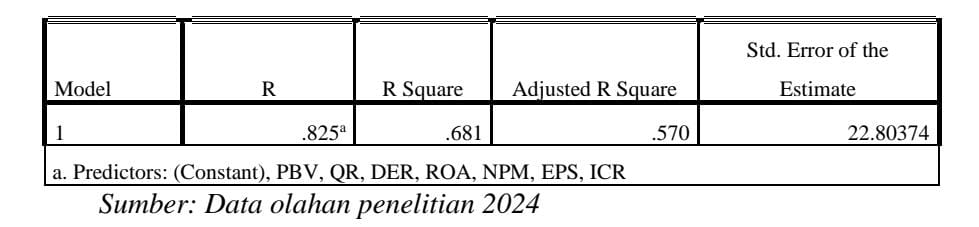 Model R R Square Adjusted R Square Std. Error of the Estimate
1 .825ᵃ .681 .570 22.80374
a. Predictors: (Constant), PBV, QR, DER, ROA, NPM, EPS, ICR
Sumber: Data olahan penelitian 2024